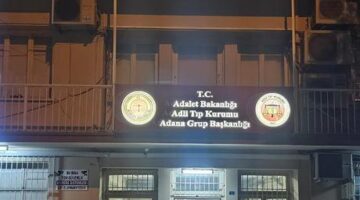 T.C.
Adalet Bakanlığı
Adli Tıp Kurumu
Adana Grup Başkanlığı